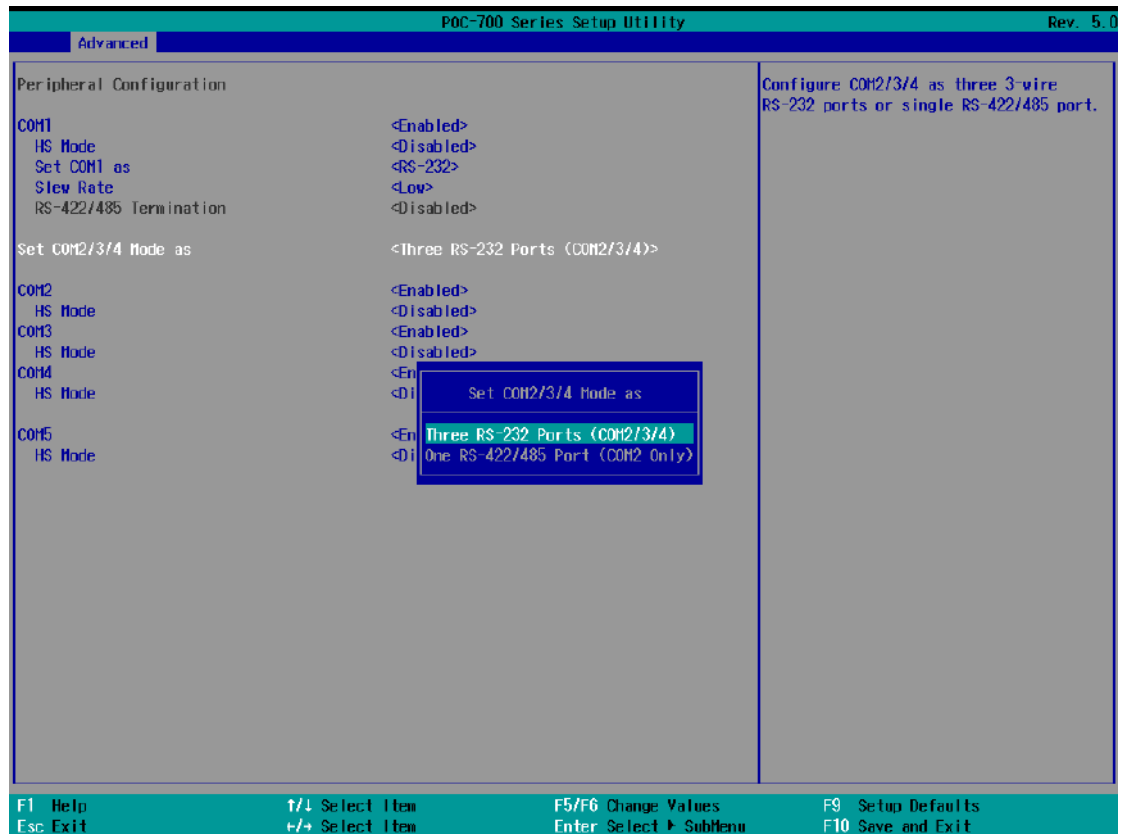 POC-700 Series Setup Utility Rev. 5.0
Advanced
Peripheral Configuration
COM1 <Enabled>
HS Mode <Disabled>
Set COM1 as <RS-232>
Slew Rate <Low>
RS-422/485 Termination <Disabled>
Set COM2/3/4 Mode as <Three RS-232 Ports (COM2/3/4)>
COM2 <Enabled>
HS Mode <Disabled>
COM3 <Enabled>
HS Mode <Disabled>
COM4 <En
HS Mode <Di
COM5 <En
HS Mode <Di
Set COM2/3/4 Mode as
Three RS-232 Ports (COM2/3/4)
One RS-422/485 Port (COM2 Only)
Configure COM2/3/4 as three 3-wire
RS-232 ports or single RS-422/485 port.
F1 Help ↑/↓ Select Item F5/F6 Change Values F9 Setup Defaults
Esc Exit ←/→ Select Item Enter Select ▶ SubMenu F10 Save and Exit